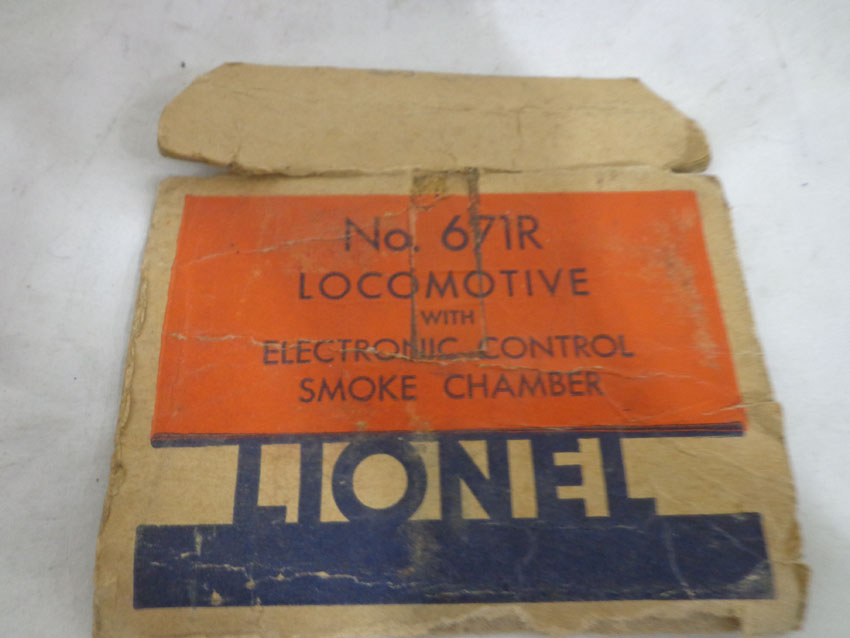 No. 671R
LOCOMOTIVE
WITH
ELECTRONIC CONTROL
SMOKE CHAMBER
LIONEL